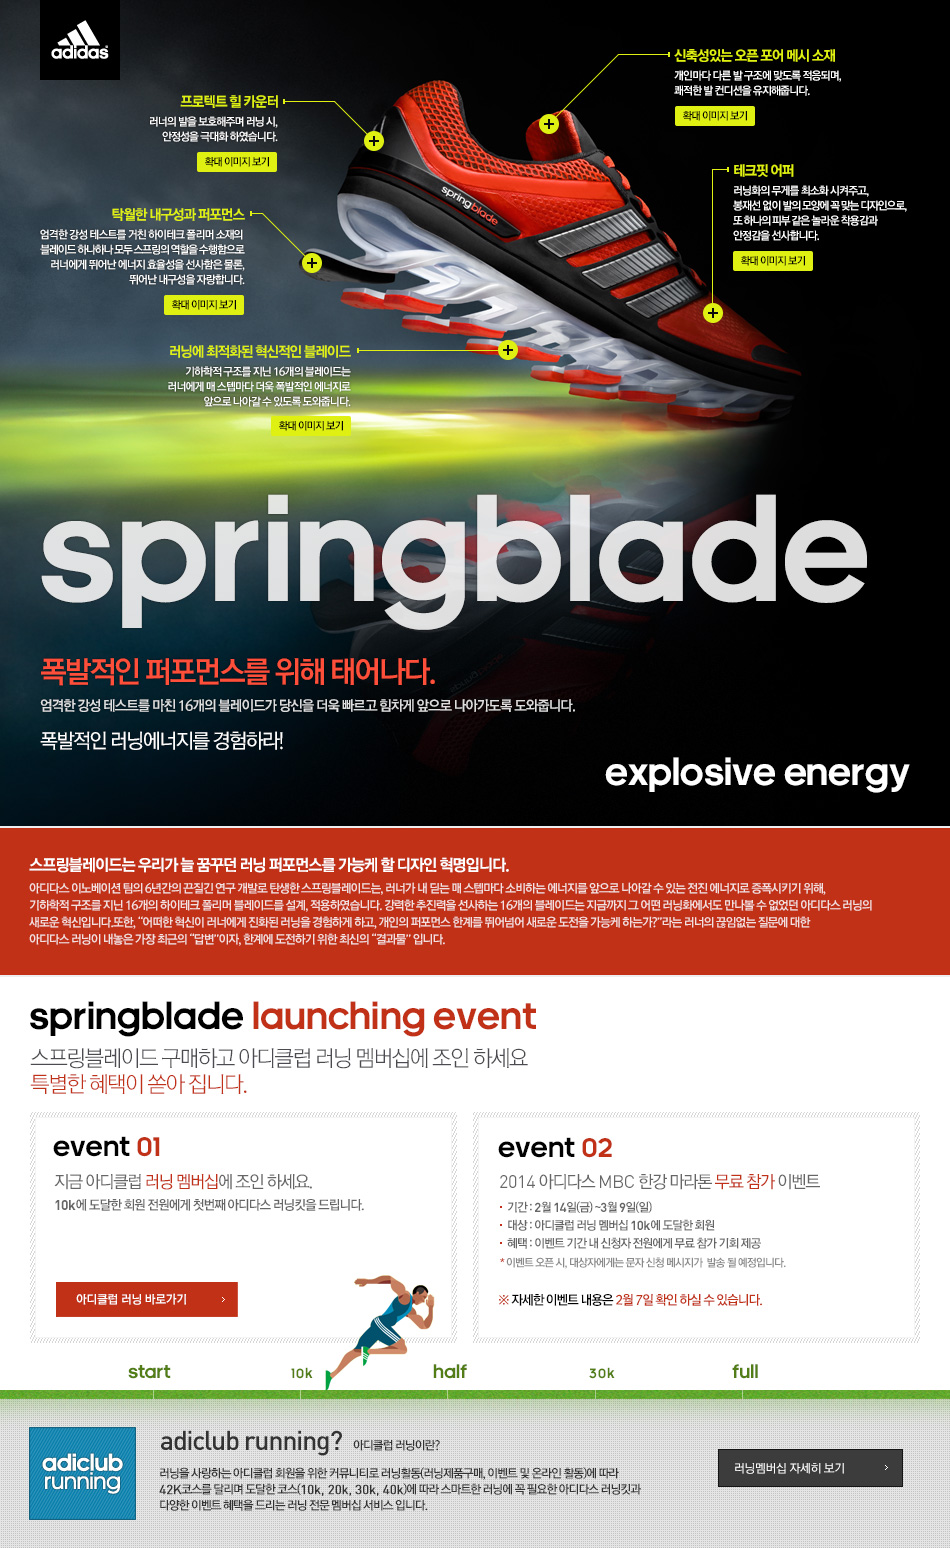 adidas
신축성있는 오픈 포어 메시 소재
개인마다 다른 발 구조에 맞도록 적응되며,
쾌적한 발 컨디션을 유지해줍니다.
확대 이미지 보기
프로텍트 힐 카운터
러너의 발을 보호해주며 러닝 시,
안정성을 극대화 하였습니다.
확대 이미지 보기
테크핏 어퍼
러닝화의 무게를 최소화 시켜주고,
봉재선 없이 발의 모양에 꼭 맞는 디자인으로,
또 하나의 피부 같은 놀라운 착용감과
안정감을 선사합니다.
확대 이미지 보기
springblade
탁월한 내구성과 퍼포먼스
엄격한 강성 테스트를 거친 하이테크 폴리머 소재의
블레이드 하나하나 모두 스프링의 역할을 수행함으로
러너에게 뛰어난 에너지 효율성을 선사함은 물론,
뛰어난 내구성을 자랑합니다.
확대 이미지 보기
러닝에 최적화된 혁신적인 블레이드
기하학적 구조를 지닌 16개의 블레이드는
러너에게 매 스텝마다 더욱 폭발적인 에너지로
앞으로 나아갈 수 있도록 도와줍니다.
확대 이미지 보기
springblade
폭발적인 퍼포먼스를 위해 태어나다.
엄격한 강성 테스트를 마친 16개의 블레이드가 당신을 더욱 빠르고 힘차게 앞으로 나아가도록 도와줍니다.
폭발적인 러닝에너지를 경험하라!
explosive energy
스프링블레이드는 우리가 늘 꿈꾸던 러닝 퍼포먼스를 가능케 할 디자인 혁명입니다.
아디다스 이노베이션 팀의 6년간의 끈질긴 연구 개발로 탄생한 스프링블레이드는, 러너가 내 딛는 매 스텝마다 소비하는 에너지를 앞으로 나아갈 수 있는 전진 에너지로 증폭시키기 위해,
기하학적 구조를 지닌 16개의 하이테크 폴리머 블레이드를 설계, 적용하였습니다. 강력한 추진력을 선사하는 16개의 블레이드는 지금까지 그 어떤 러닝화에서도 만나볼 수 없었던 아디다스 러닝의
새로운 혁신입니다.또한, "어떠한 혁신이 러너에게 진화된 러닝을 경험하게 하고, 개인의 퍼포먼스 한계를 뛰어넘어 새로운 도전을 가능케 하는가?"라는 러너의 끊임없는 질문에 대한
아디다스 러닝이 내놓은 가장 최근의 "답변"이자, 한계에 도전하기 위한 최신의 "결과물" 입니다.
springblade launching event
스프링블레이드 구매하고 아디클럽 러닝 멤버십에 조인 하세요
특별한 혜택이 쏟아 집니다.
event 01
지금 아디클럽 러닝 멤버십에 조인 하세요.
10k에 도달한 회원 전원에게 첫번째 아디다스 러닝킷을 드립니다.
아디클럽 러닝 바로가기
event 02
2014 아디다스 MBC 한강 마라톤 무료 참가 이벤트
· 기간 : 2월 14일(금) ~3월 9일(일)
· 대상 : 아디클럽 러닝 멤버십 10k에 도달한 회원
· 혜택 : 이벤트 기간 내 신청자 전원에게 무료 참가 기회 제공
* 이벤트 오픈 시, 대상자에게는 문자 신청 메시지가 발송 될 예정입니다.
※ 자세한 이벤트 내용은 2월 7일 확인 하실 수 있습니다.
start 10k half 30k full
adiclub running
adiclub running? 아디클럽 러닝이란?
러닝을 사랑하는 아디클럽 회원을 위한 커뮤니티로 러닝활동(러닝제품구매, 이벤트 및 온라인 활동)에 따라
42K코스를 달리며 도달한 코스(10k, 20k, 30k, 40k)에 따라 스마트한 러닝에 꼭 필요한 아디다스 러닝킷과
다양한 이벤트 혜택을 드리는 러닝 전문 멤버십 서비스 입니다.
러닝멤버십 자세히 보기